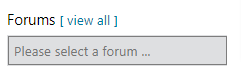 Forums [ view all ]
Please select a forum ...